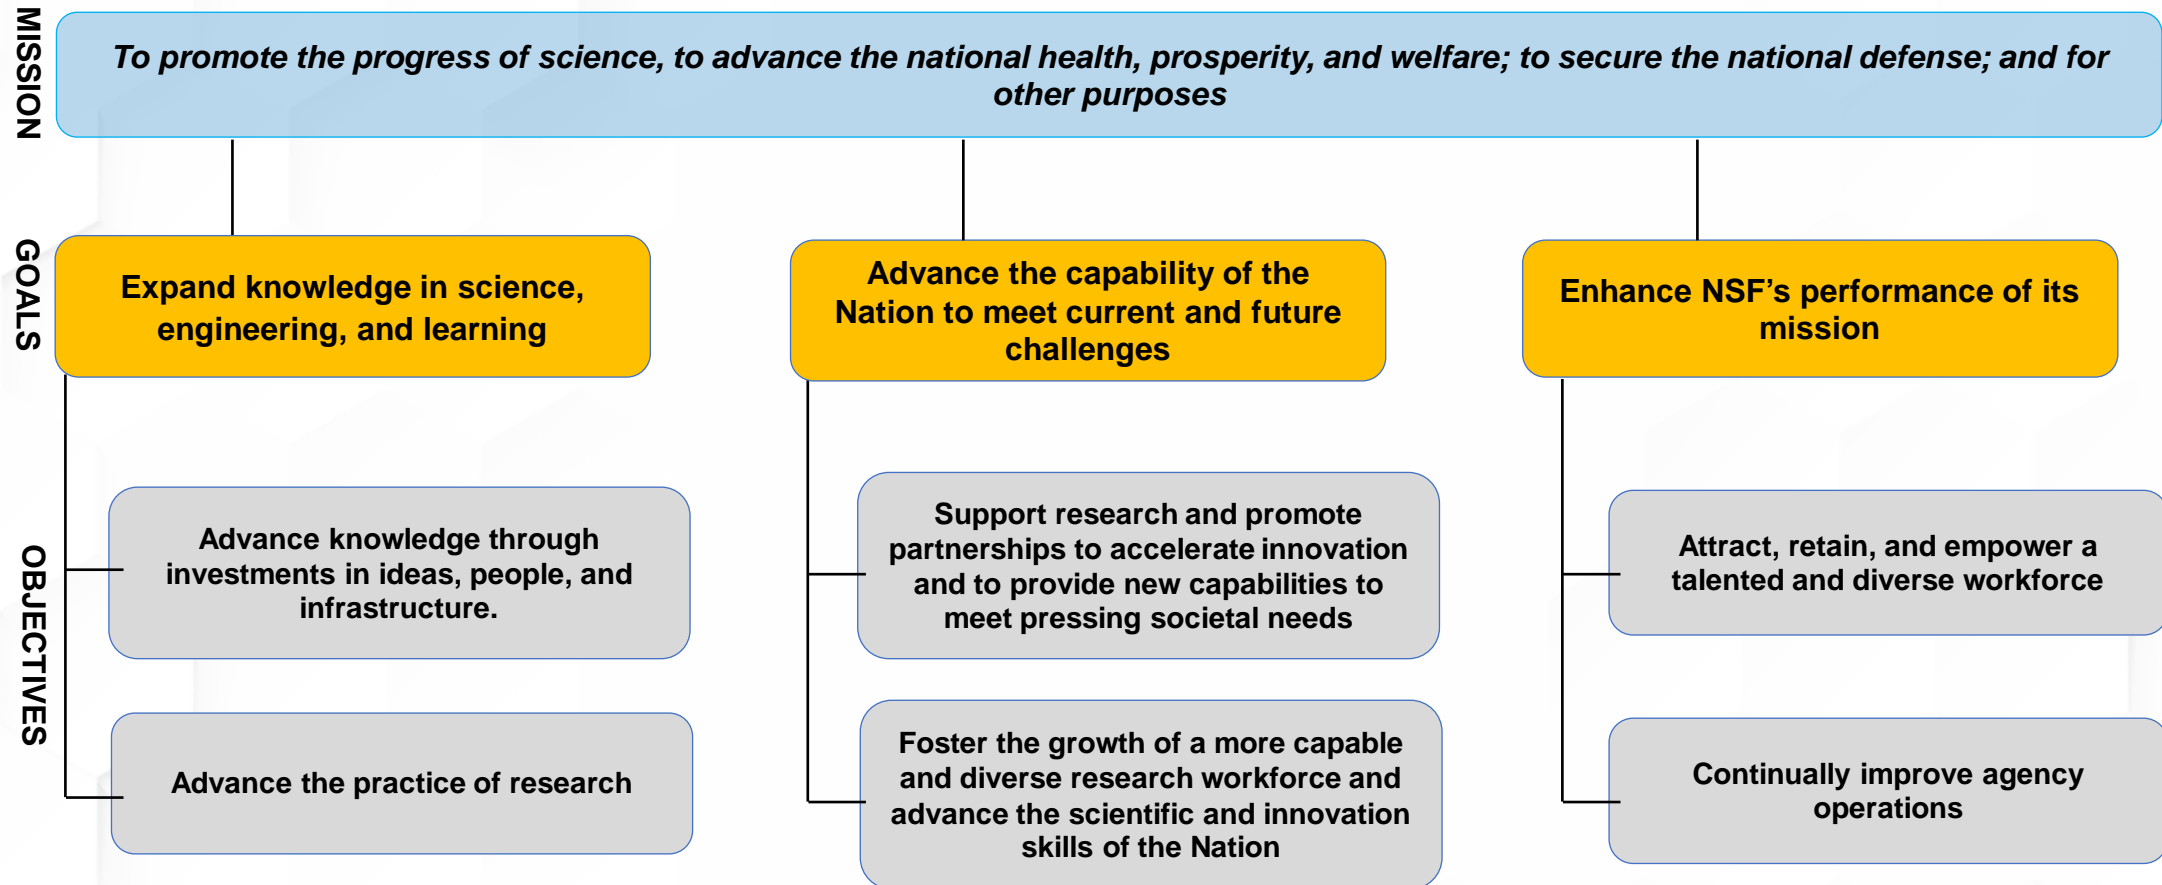 MISSION
To promote the progress of science, to advance the national health, prosperity, and welfare; to secure the national defense; and for
other purposes
GOALS
Expand knowledge in science,
engineering, and learning
Advance the capability of the
Nation to meet current and future
challenges
Enhance NSF’s performance of its
mission
OBJECTIVES
Advance knowledge through
investments in ideas, people, and
infrastructure.
Support research and promote
partnerships to accelerate innovation
and to provide new capabilities to
meet pressing societal needs
Attract, retain, and empower a
talented and diverse workforce
Advance the practice of research
Foster the growth of a more capable
and diverse research workforce and
advance the scientific and innovation
skills of the Nation
Continually improve agency
operations